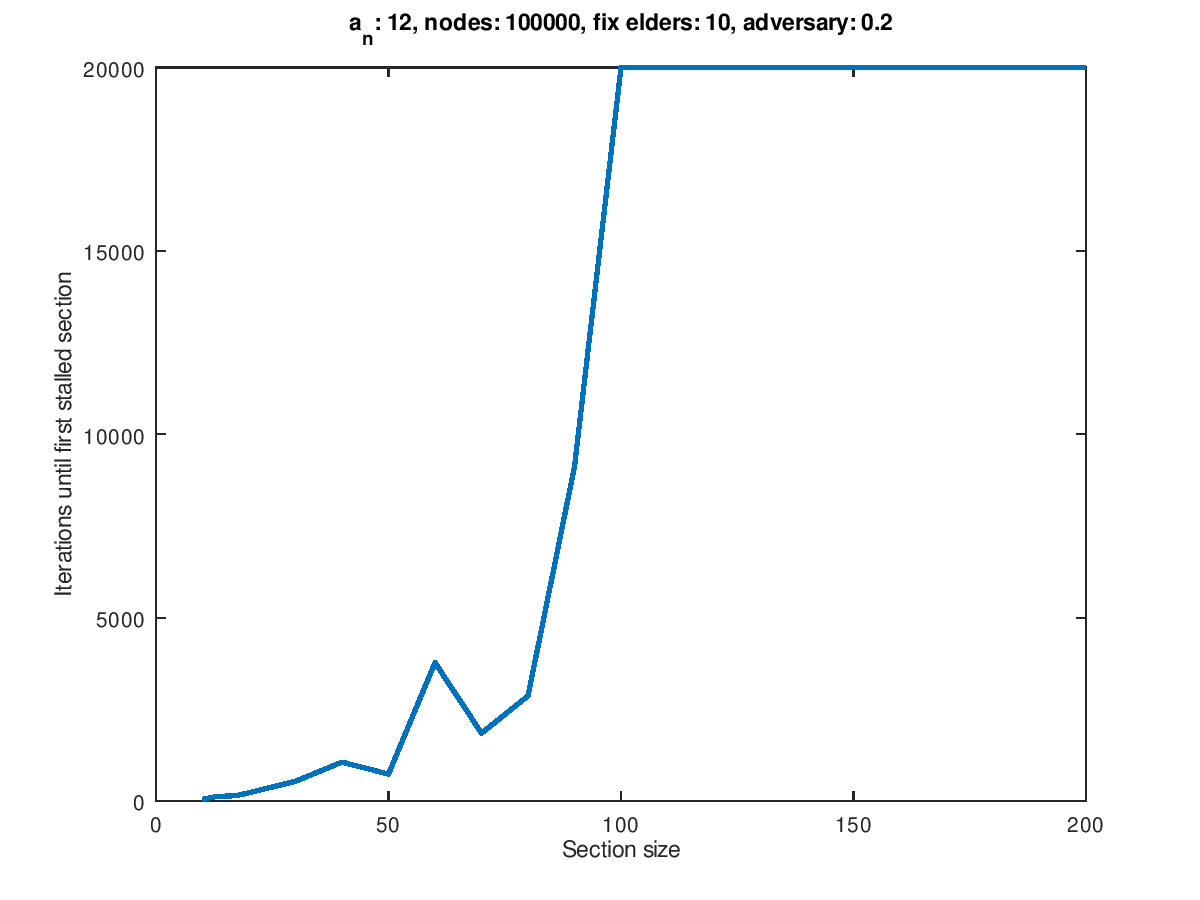 a_n: 12, nodes: 100000, fix elders: 10, adversary: 0.2
20000
15000
10000
5000
0
Iterations until first stalled section
0 50 100 150 200
Section size